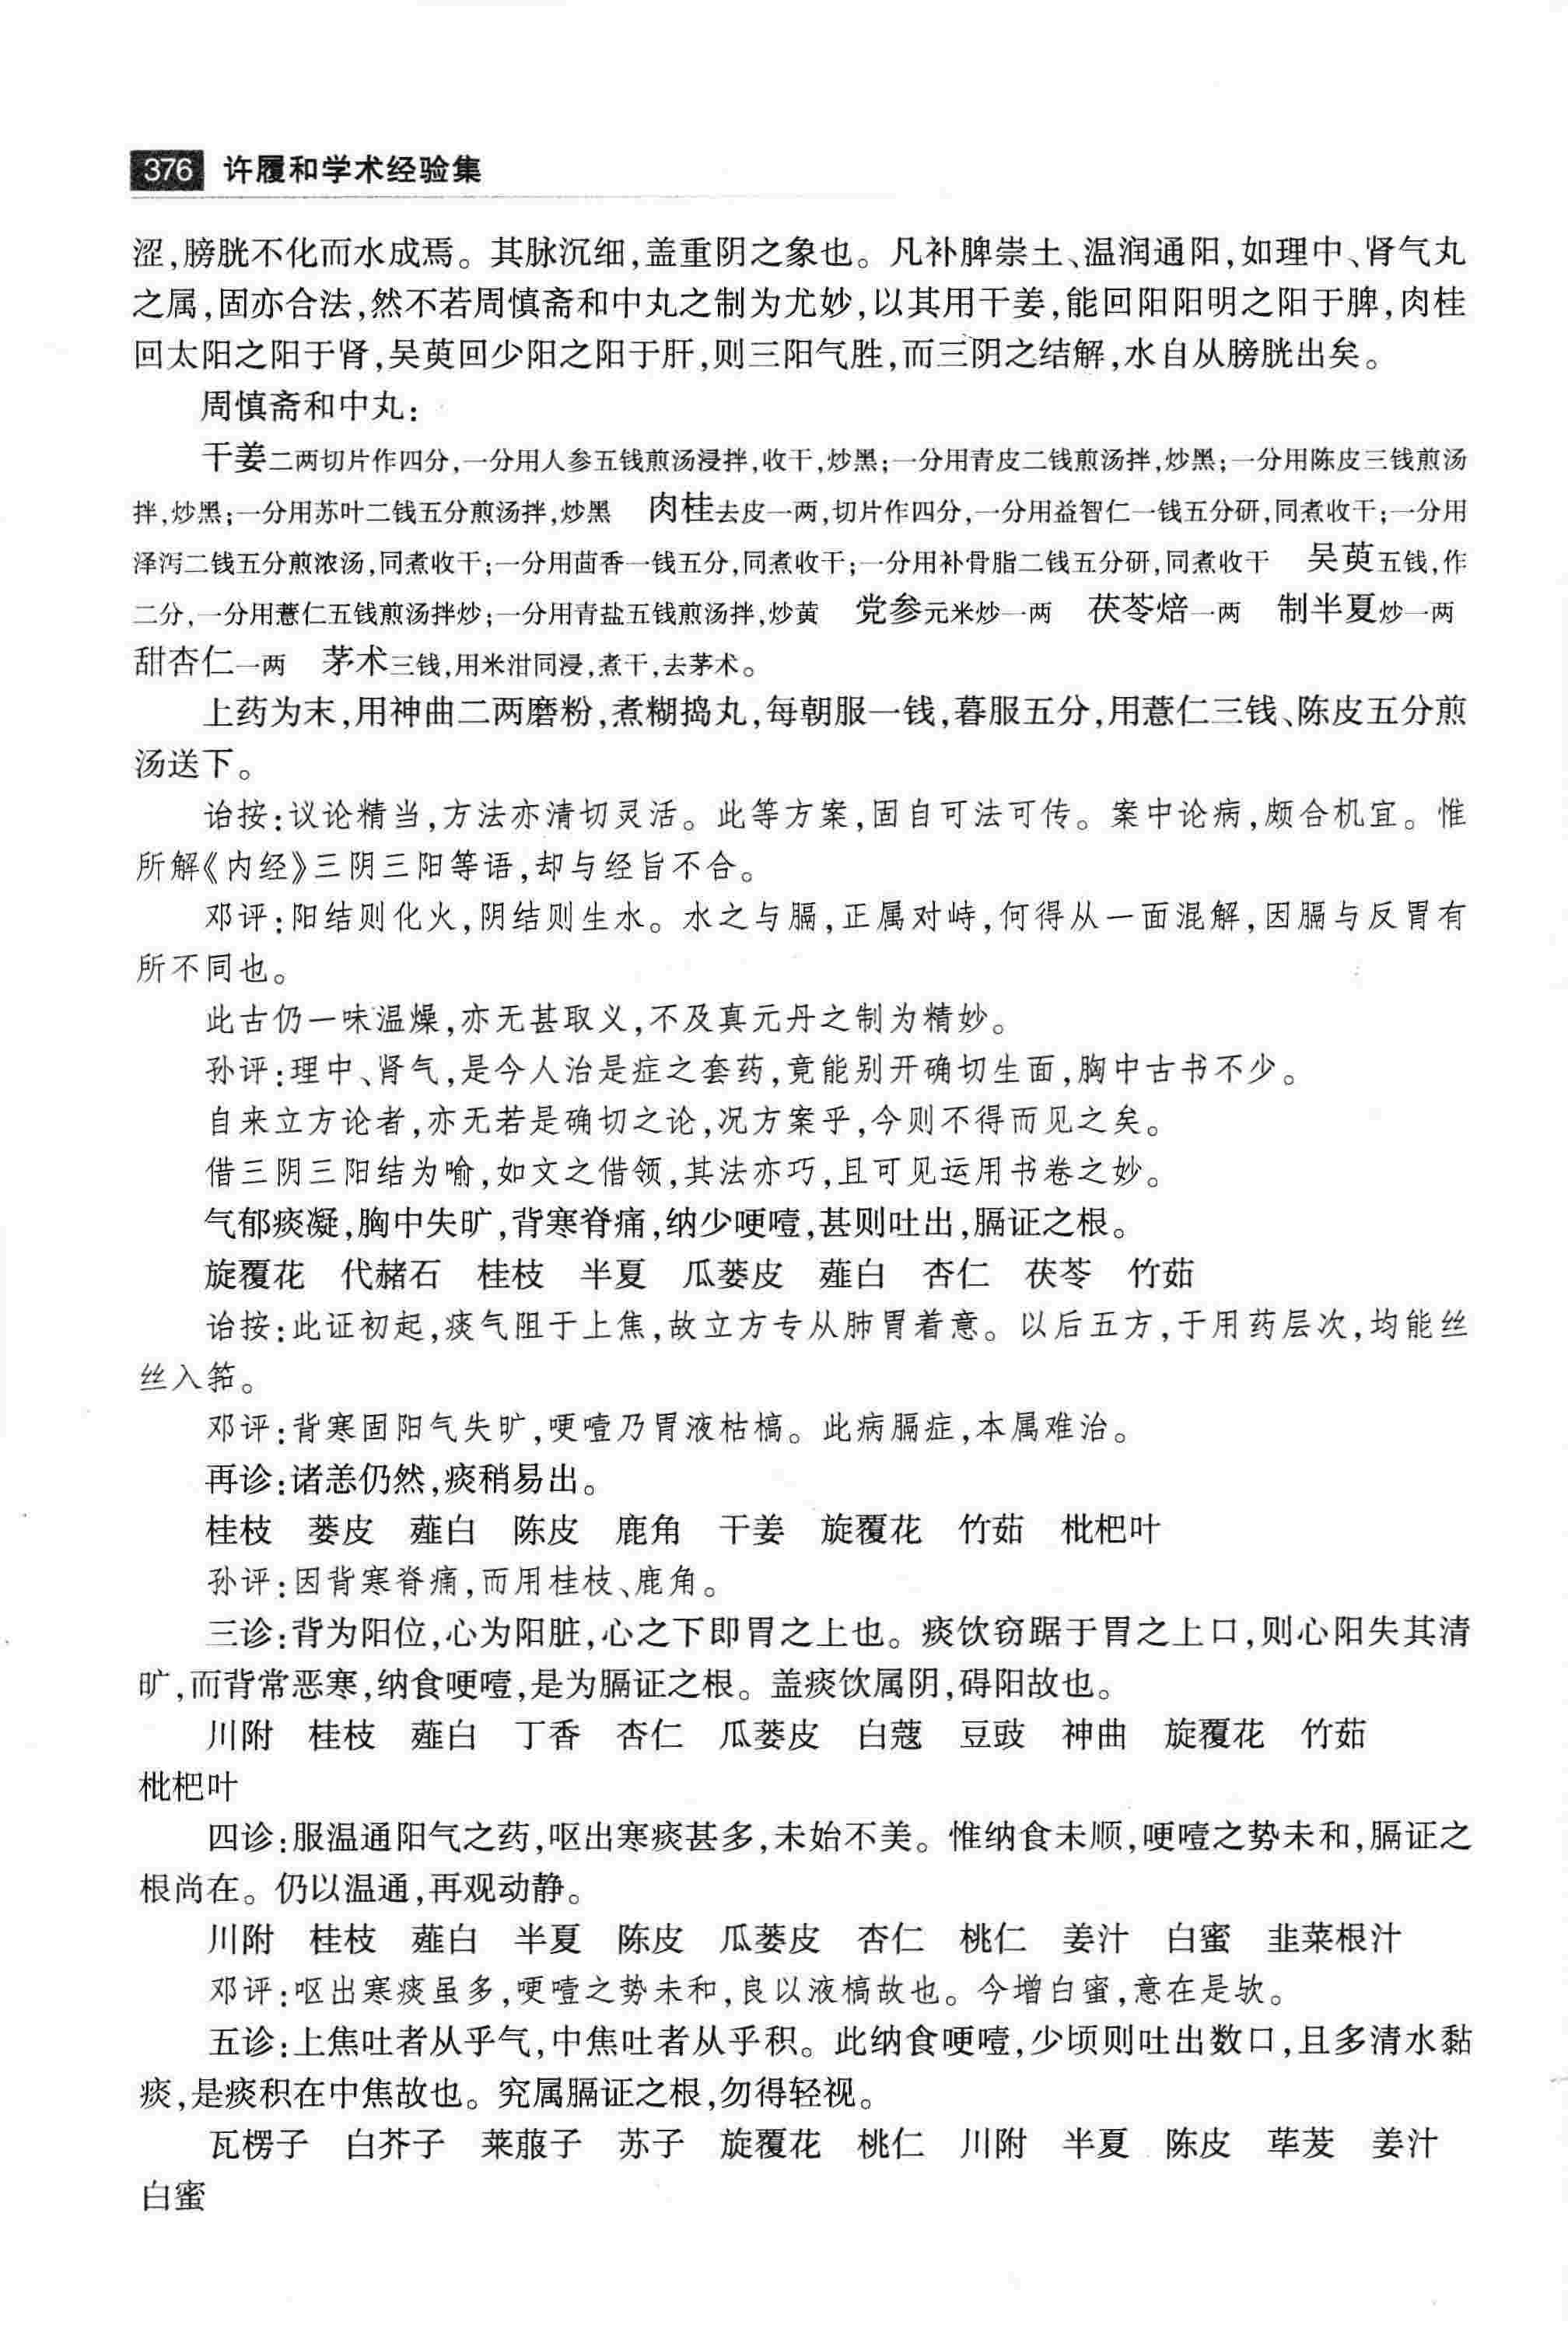 376 许履和学术经验集
涩,膀胱不化而水成焉。其脉沉细,盖重阴之象也。凡补脾崇土、温润通阳,如理中、肾气丸
之属,固亦合法,然不若周慎斋和中丸之制为尤妙,以其用干姜,能回阳阳明之阳于脾,肉桂
回太阳之阳于肾,吴萸回少阳之阳于肝,则三阳气胜,而三阴之结解,水自从膀胱出矣。
周慎斋和中丸:
干姜二两切片作四分,一分用人参五钱煎汤浸拌,收干,炒黑;一分用青皮二钱煎汤拌,炒黑;一分用陈皮三钱煎汤
拌,炒黑;一分用苏叶二钱五分煎汤拌,炒黑 肉桂去皮一两,切片作四分,一分用益智仁一钱五分研,同煮收干;一分用
泽泻二钱五分煎浓汤,同煮收干;一分用茴香一钱五分,同煮收干;一分用补骨脂二钱五分研,同煮收干 吴萸五钱,作
二分,一分用薏仁五钱煎汤拌炒;一分用青盐五钱煎汤拌,炒黄 党参元米炒一两 茯苓焙一两 制半夏炒一两
甜杏仁一两 茅术三钱,用米泔同浸,煮干,去茅术。
上药为末,用神曲二两磨粉,煮糊捣丸,每朝服一钱,暮服五分,用薏仁三钱、陈皮五分煎
汤送下。
诒按:议论精当,方法亦清切灵活。此等方案,固自可法可传。案中论病,颇合机宜。惟
所解《内经》三阴三阳等语,却与经旨不合。
邓评:阳结则化火,阴结则生水。水之与膈,正属对峙,何得从一面混解,因膈与反胃有
所不同也。
此古仍一味温燥,亦无甚取义,不及真元丹之制为精妙。
孙评:理中、肾气,是今人治是症之套药,竟能别开确切生面,胸中古书不少。
自来立方论者,亦无若是确切之论,况方案乎,今则不得而见之矣。
借三阴三阳结为喻,如文之借领,其法亦巧,且可见运用书卷之妙。
气郁痰凝,胸中失旷,背寒脊痛,纳少哽噎,甚则吐出,膈证之根。
旋覆花 代赭石 桂枝 半夏 瓜蒌皮 薤白 杏仁 茯苓 竹茹
诒按:此证初起,痰气阻于上焦,故立方专从肺胃着意。以后五方,于用药层次,均能丝
丝入筘。
邓评:背寒固阳气失旷,哽噎乃胃液枯槁。此病膈症,本属难治。
再诊:诸恙仍然,痰稍易出。
桂枝 蒌皮 薤白 陈皮 鹿角 干姜 旋覆花 竹茹 枇杷叶
孙评:因背寒脊痛,而用桂枝、鹿角。
三诊:背为阳位,心为阳脏,心之下即胃之上也。痰饮窃踞于胃之上口,则心阳失其清
旷,而背常恶寒,纳食哽噎,是为膈证之根。盖痰饮属阴,碍阳故也。
川附 桂枝 薤白 丁香 杏仁 瓜蒌皮 白蔻 豆豉 神曲 旋覆花 竹茹
枇杷叶
四诊:服温通阳气之药,呕出寒痰甚多,未始不美。惟纳食未顺,哽噎之势未和,膈证之
根尚在。仍以温通,再观动静。
川附 桂枝 薤白 半夏 陈皮 瓜蒌皮 杏仁 桃仁 姜汁 白蜜 韭菜根汁
邓评:呕出寒痰虽多,哽噎之势未和,良以液槁故也。今增白蜜,意在是欤。
五诊:上焦吐者从乎气,中焦吐者从乎积。此纳食哽噎,少顷则吐出数口,且多清水黏
痰,是痰积在中焦故也。究属膈证之根,勿得轻视。
瓦楞子 白芥子 莱菔子 苏子 旋覆花 桃仁 川附 半夏 陈皮 荜茇 姜汁
白蜜